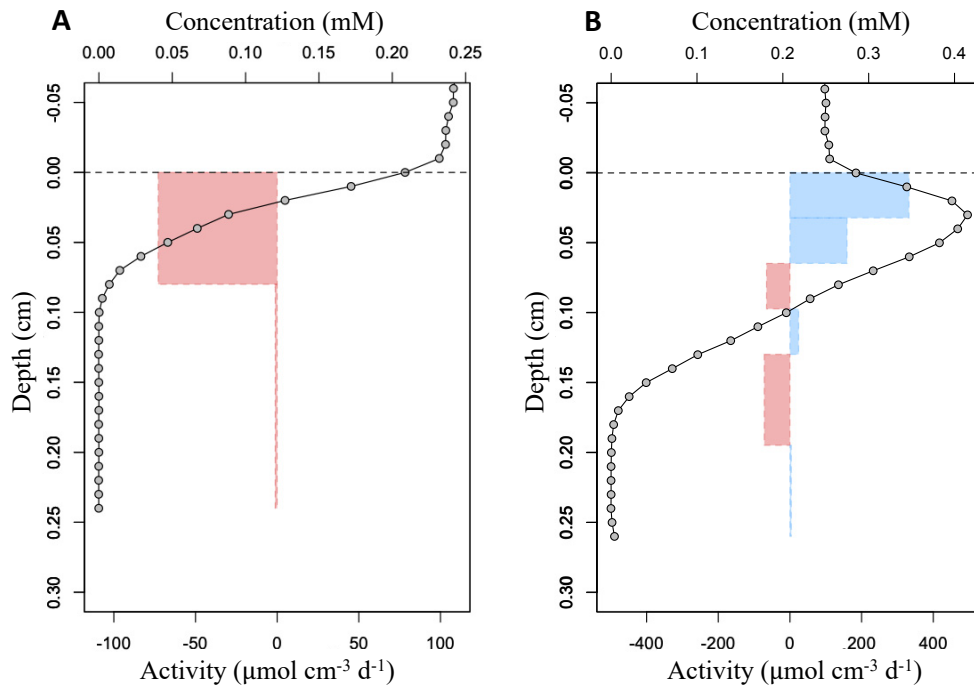 A
Concentration (mM)
0.00 0.05 0.10 0.15 0.20 0.25
-0.05
0.00
0.05
0.10
0.15
0.20
0.25
0.30
Depth (cm)
-100 -50 0 50 100
Activity (µmol cm-3 d-1)
B
Concentration (mM)
0.0 0.1 0.2 0.3 0.4
-0.05
0.00
0.05
0.10
0.15
0.20
0.25
0.30
Depth (cm)
-400 -200 0 200 400
Activity (µmol cm-3 d-1)